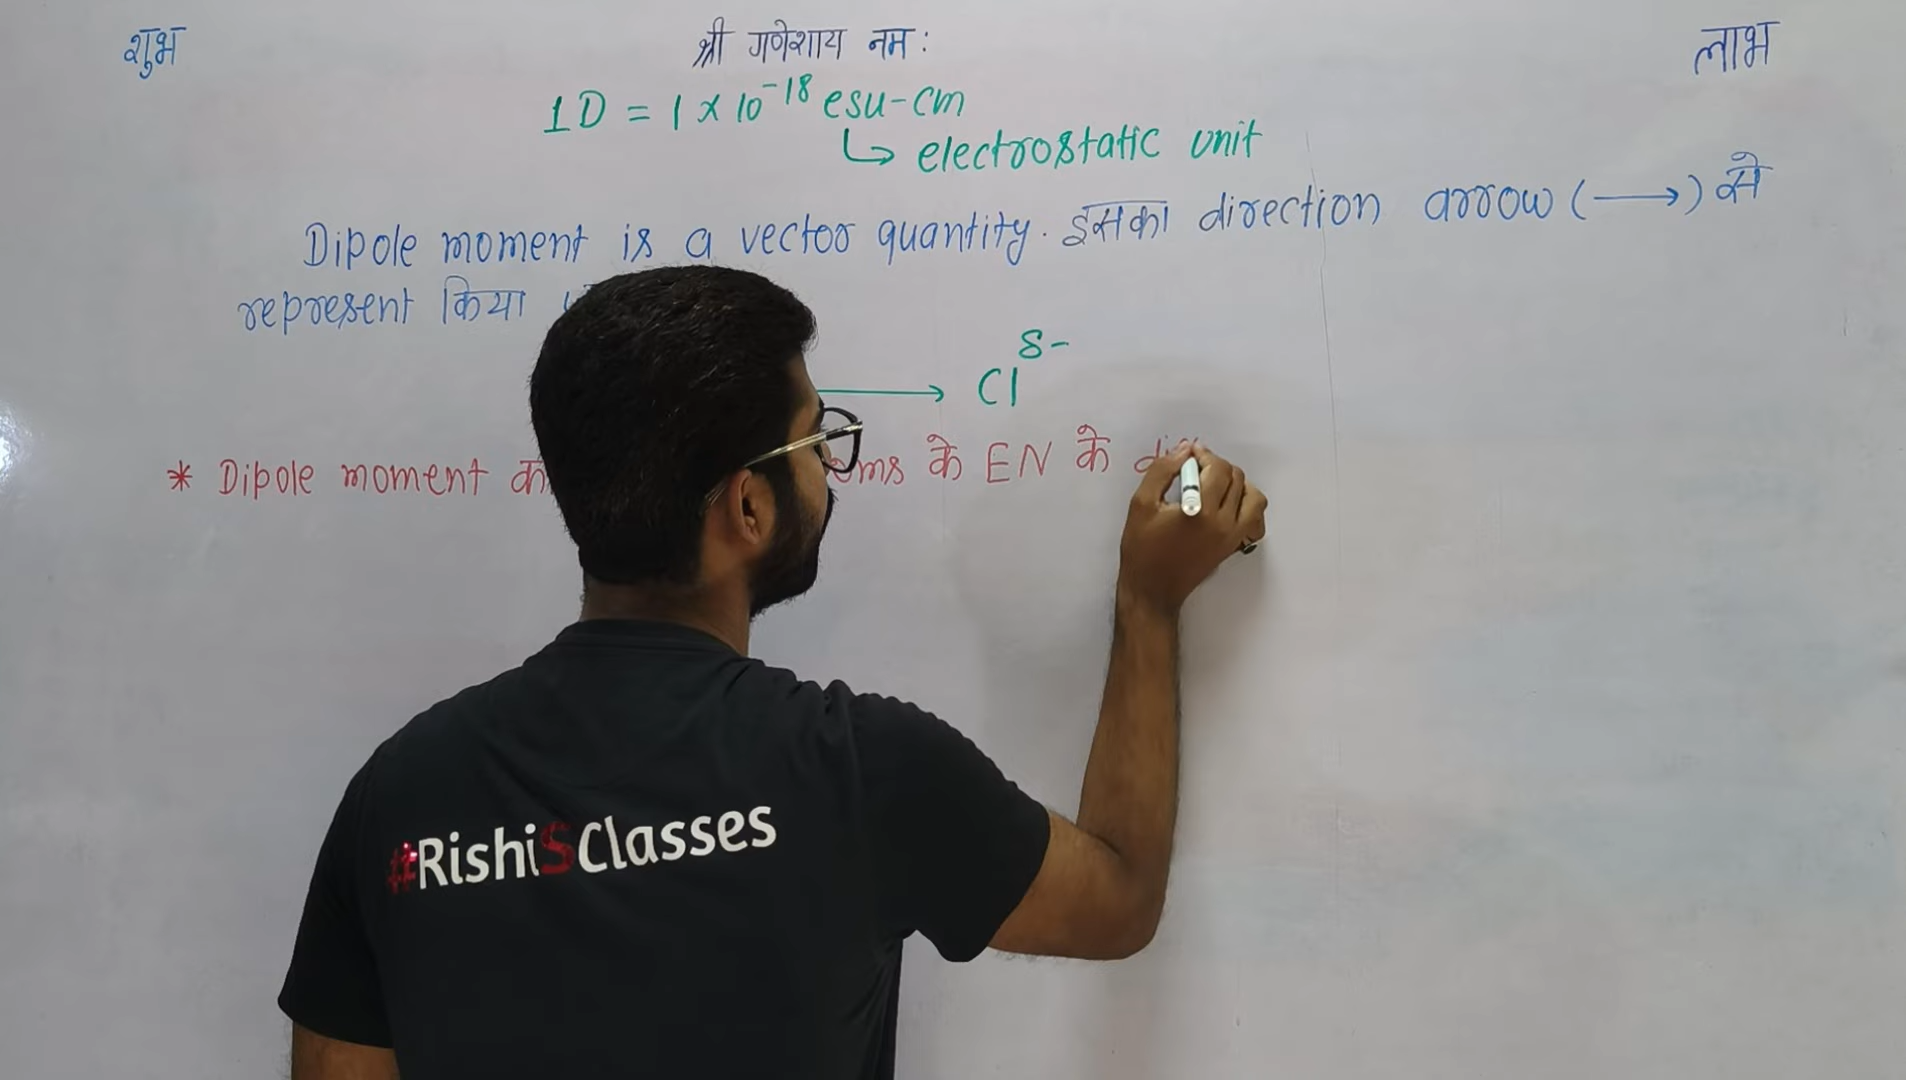 शुभ श्री गणेशाय नमः लाभ
1D = 1 × 10⁻¹⁸ esu-cm
↳ electrostatic unit
Dipole moment is a vector quantity. इसका direction arrow (⟶) से
represent किया
⟶ Cl δ-
* Dipole moment के EN के
#RishiSClasses